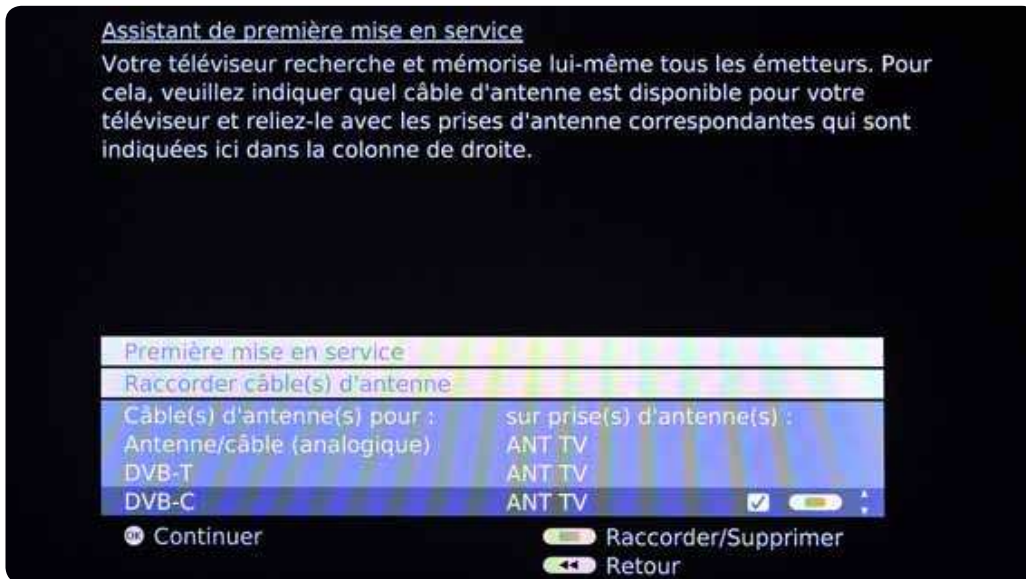 Assistant de première mise en service
Votre téléviseur recherche et mémorise lui-même tous les émetteurs. Pour
cela, veuillez indiquer quel câble d'antenne est disponible pour votre
téléviseur et reliez-le avec les prises d'antenne correspondantes qui sont
indiquées ici dans la colonne de droite.
Première mise en service
Raccorder câble(s) d'antenne
Câble(s) d'antenne(s) pour : sur prise(s) d'antenne(s) :
Antenne/câble (analogique) ANT TV
DVB-T ANT TV
DVB-C ANT TV
OK Continuer Raccorder/Supprimer
Retour